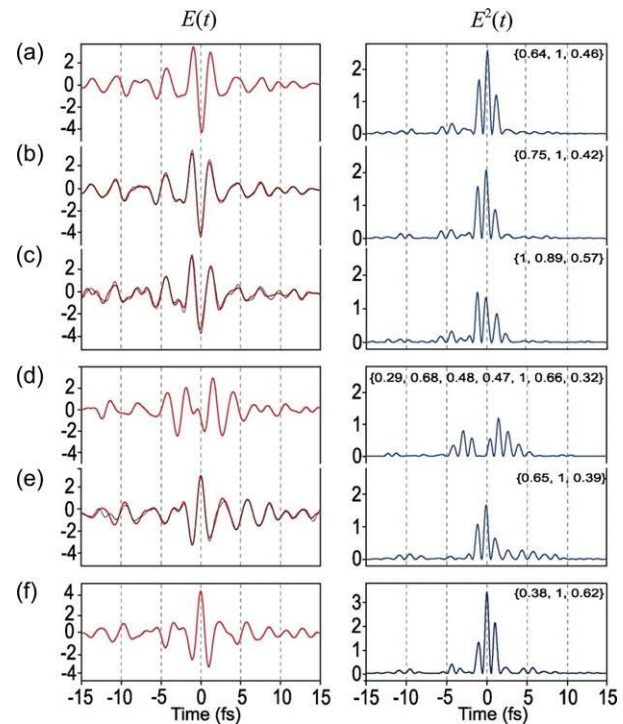 E(t) E²(t)
(a) 2 0 -2 -4 2 1 0 {0.64, 1, 0.46}
(b) 2 0 -2 -4 2 1 0 {0.75, 1, 0.42}
(c) 2 0 -2 -4 2 1 0 {1, 0.89, 0.57}
(d) 2 0 -2 2 1 0 {0.29, 0.68, 0.48, 0.47, 1, 0.66, 0.32}
(e) 2 0 -2 -4 2 1 0 {0.65, 1, 0.39}
(f) 4 2 0 -2 -4 3 2 1 0 {0.38, 1, 0.62}
-15 -10 -5 0 5 10 15 -15 -10 -5 0 5 10 15
Time (fs) Time (fs)